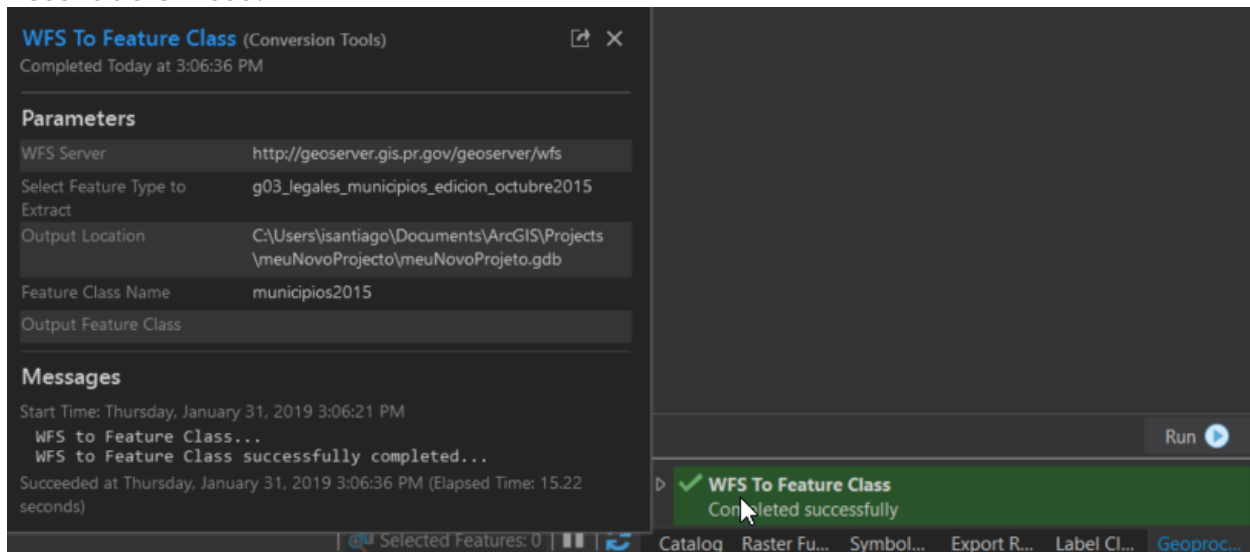 WFS To Feature Class (Conversion Tools)
Completed Today at 3:06:36 PM
Parameters
WFS Server http://geoserver.gis.pr.gov/geoserver/wfs
Select Feature Type to g03_legales_municipios_edicion_octubre2015
Extract
Output Location C:\Users\isantiago\Documents\ArcGIS\Projects
\meuNovoProjecto\meuNovoProjeto.gdb
Feature Class Name municipios2015
Output Feature Class
Messages
Start Time: Thursday, January 31, 2019 3:06:21 PM
WFS to Feature Class...
WFS to Feature Class successfully completed...
Succeeded at Thursday, January 31, 2019 3:06:36 PM (Elapsed Time: 15.22
seconds)
Run
WFS To Feature Class
Completed successfully
Selected Features: 0
Catalog Raster Fu... Symbol... Export R... Label Cl... Geoproc...